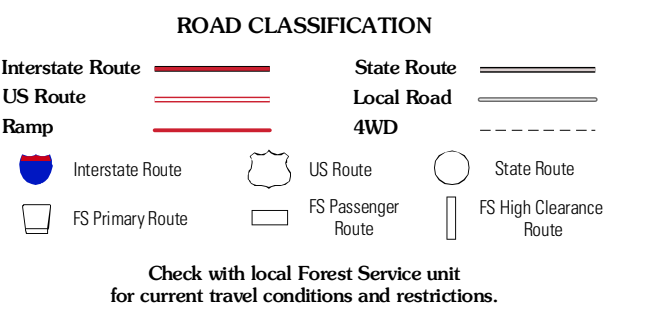 ROAD CLASSIFICATION
Interstate Route
State Route
US Route
Local Road
Ramp
4WD
Interstate Route
US Route
State Route
FS Primary Route
FS Passenger
Route
FS High Clearance
Route
Check with local Forest Service unit
for current travel conditions and restrictions.